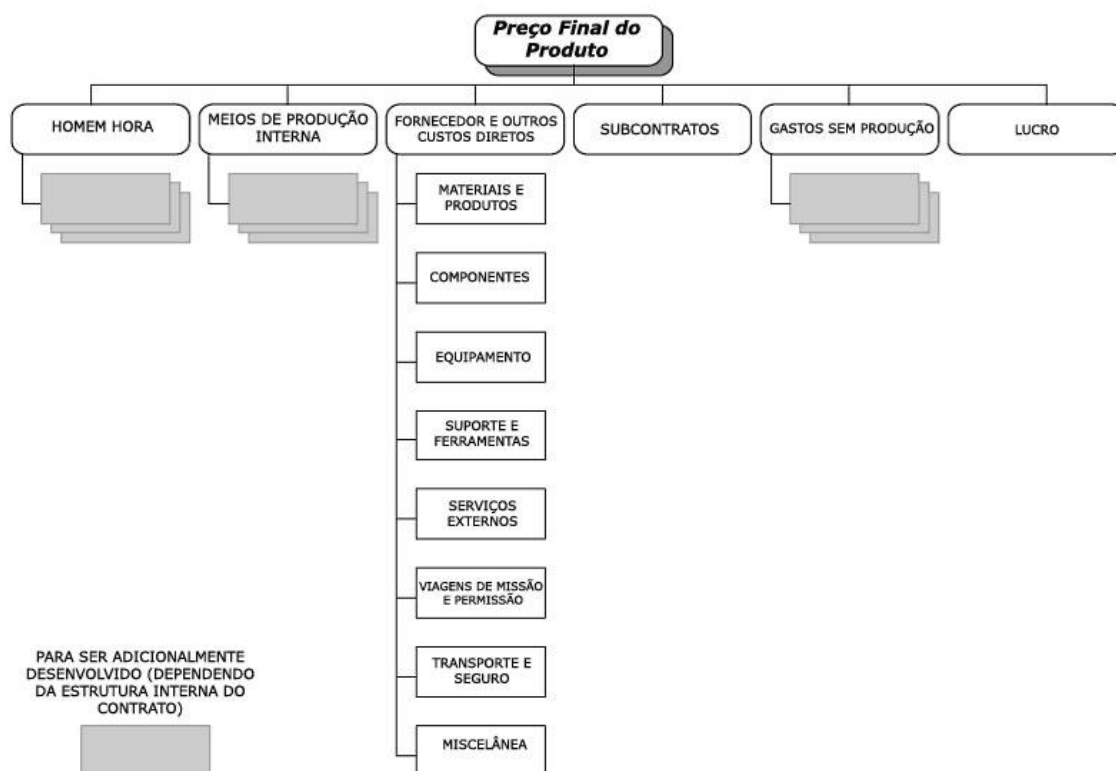 Preço Final do
Produto
HOMEM HORA
MEIOS DE PRODUÇÃO
INTERNA
FORNECEDOR E OUTROS
CUSTOS DIRETOS
SUBCONTRATOS
GASTOS SEM PRODUÇÃO
LUCRO
MATERIAIS E
PRODUTOS
COMPONENTES
EQUIPAMENTO
SUPORTE E
FERRAMENTAS
SERVIÇOS
EXTERNOS
VIAGENS DE MISSÃO
E PERMISSÃO
TRANSPORTE E
SEGURO
MISCELÂNEA
PARA SER ADICIONALMENTE
DESENVOLVIDO (DEPENDENDO
DA ESTRUTURA INTERNA DO
CONTRATO)